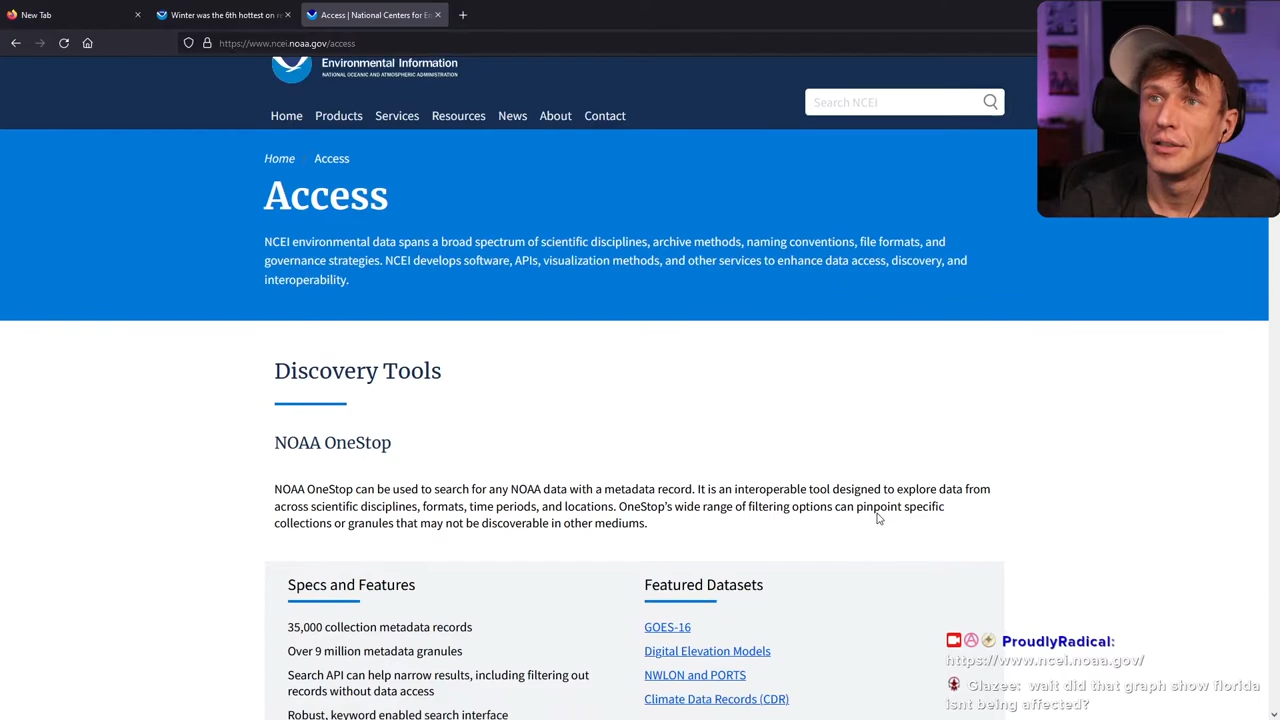 New Tab
Winter was the 6th hottest on re
Access | National Centers for En
https://www.ncei.noaa.gov/access
Environmental Information
NATIONAL OCEANIC AND ATMOSPHERIC ADMINISTRATION
Search NCEI
Home Products Services Resources News About Contact
Home Access
Access
NCEI environmental data spans a broad spectrum of scientific disciplines, archive methods, naming conventions, file formats, and
governance strategies. NCEI develops software, APIs, visualization methods, and other services to enhance data access, discovery, and
interoperability.
Discovery Tools
NOAA OneStop
NOAA OneStop can be used to search for any NOAA data with a metadata record. It is an interoperable tool designed to explore data from
across scientific disciplines, formats, time periods, and locations. OneStop's wide range of filtering options can pinpoint specific
collections or granules that may not be discoverable in other mediums.
Specs and Features
35,000 collection metadata records
Over 9 million metadata granules
Search API can help narrow results, including filtering out
records without data access
Robust, keyword enabled search interface
Featured Datasets
GOES-16
Digital Elevation Models
NWLON and PORTS
Climate Data Records (CDR)
ProudlyRadical:
https://www.ncei.noaa.gov/
Glazee: wait did that graph show florida
isnt being affected?